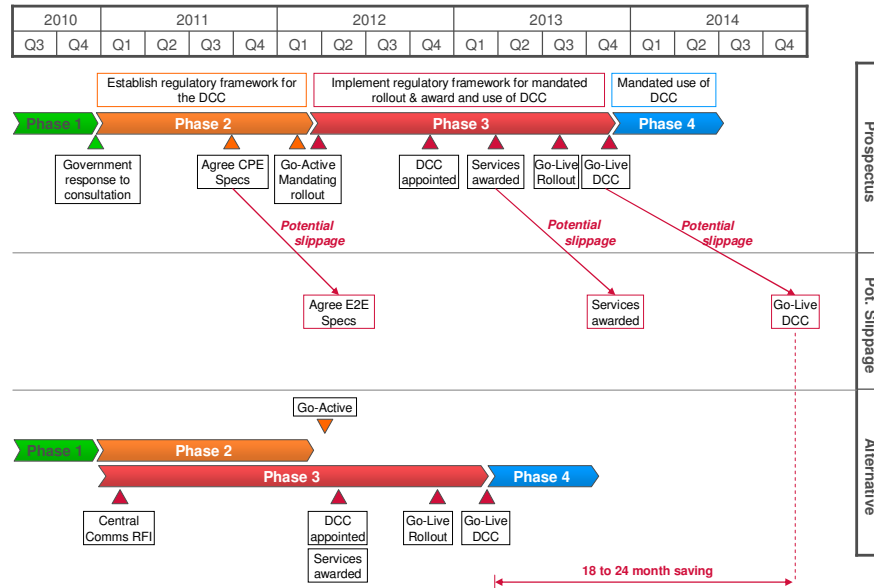 2010 2011 2012 2013 2014
Q3 Q4 Q1 Q2 Q3 Q4 Q1 Q2 Q3 Q4 Q1 Q2 Q3 Q4 Q1 Q2 Q3 Q4
Establish regulatory framework for
the DCC
Implement regulatory framework for mandated
rollout & award and use of DCC
Mandated use of
DCC
Phase 1 Phase 2 Phase 3 Phase 4
Government
response to
consultation
Agree CPE
Specs
Go-Active
Mandating
rollout
DCC
appointed
Services
awarded
Go-Live
Rollout
Go-Live
DCC
Prospectus
Potential
slippage
Potential
slippage
Potential
slippage
Agree E2E
Specs
Services
awarded
Go-Live
DCC
Pot. Slippage
Go-Active
Phase 1 Phase 2
Phase 3 Phase 4
Central
Comms RFI
DCC
appointed
Services
awarded
Go-Live
Rollout
Go-Live
DCC
Alternative
18 to 24 month saving